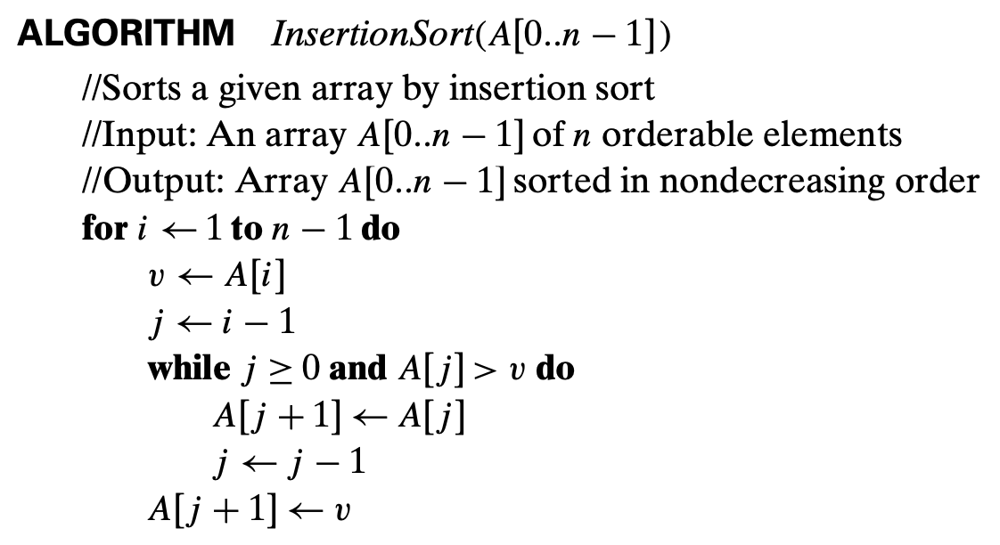 ALGORITHM InsertionSort(A[0..n − 1])
//Sorts a given array by insertion sort
//Input: An array A[0..n − 1] of n orderable elements
//Output: Array A[0..n − 1] sorted in nondecreasing order
for i ← 1 to n − 1 do
v ← A[i]
j ← i − 1
while j ≥ 0 and A[j] > v do
A[j + 1] ← A[j]
j ← j − 1
A[j + 1] ← v